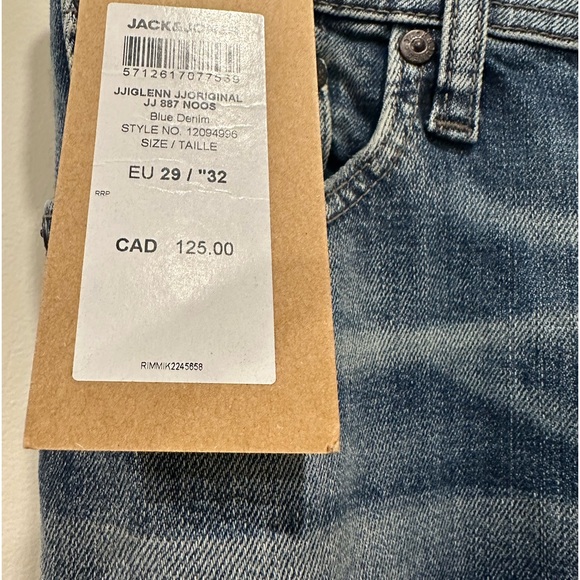 JACK&JONES
5712617077539
JJIGLENN JJORIGINAL
JJ 887 NOOS
Blue Denim
STYLE NO. 12094996
SIZE / TAILLE
EU 29 / "32
RRP
CAD 125.00
RIMMIK2245858